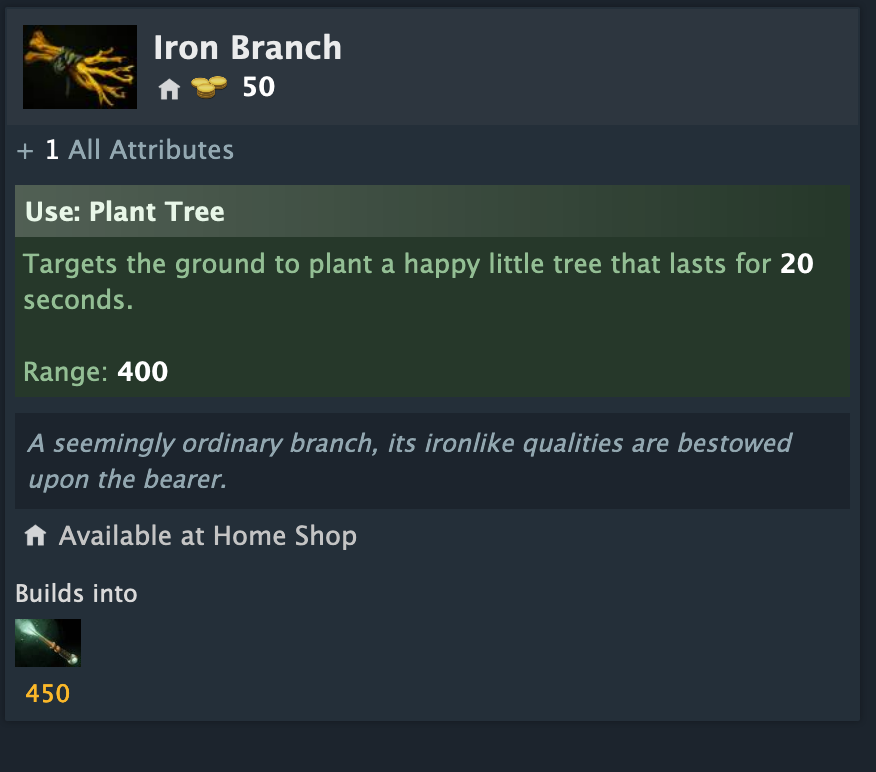 Iron Branch
50
+ 1 All Attributes
Use: Plant Tree
Targets the ground to plant a happy little tree that lasts for 20
seconds.
Range: 400
A seemingly ordinary branch, its ironlike qualities are bestowed
upon the bearer.
Available at Home Shop
Builds into
450